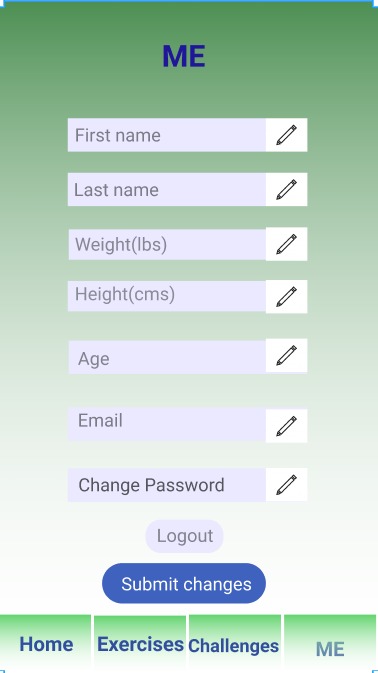 ME
First name
Last name
Weight(lbs)
Height(cms)
Age
Email
Change Password
Logout
Submit changes
Home Exercises Challenges ME